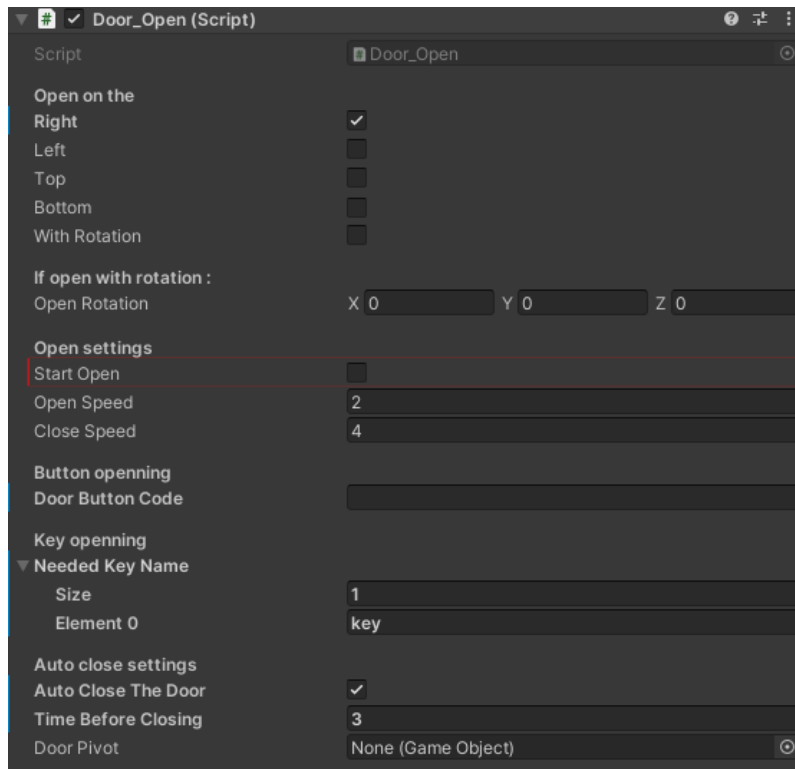 Door_Open (Script)
Script Door_Open
Open on the
Right
Left
Top
Bottom
With Rotation
If open with rotation :
Open Rotation X 0 Y 0 Z 0
Open settings
Start Open
Open Speed 2
Close Speed 4
Button openning
Door Button Code
Key openning
Needed Key Name
Size 1
Element 0 key
Auto close settings
Auto Close The Door
Time Before Closing 3
Door Pivot None (Game Object)